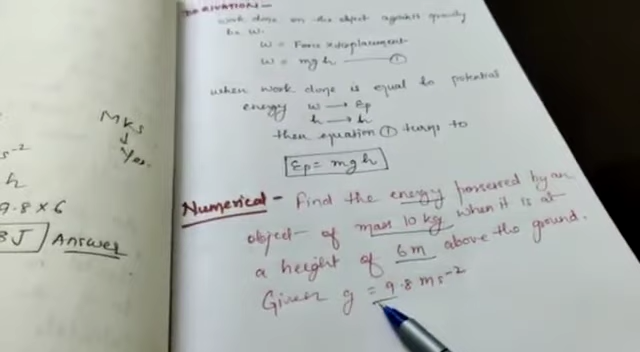 DERIVATION:-
work done on the object against gravity
be W.
W = Force x displacement
W = mgh ——— ①
when work done is equal to potential
energy W → Ep
h → h
then equation ① turns to
Ep = mgh
Numerical - Find the energy possessed by an
object of mass 10 kg when it is at
a height of 6m above the ground.
Given g = 9.8 ms⁻²
MKS
↓
Yes
s⁻²
h
9.8 x 6
8J Answer